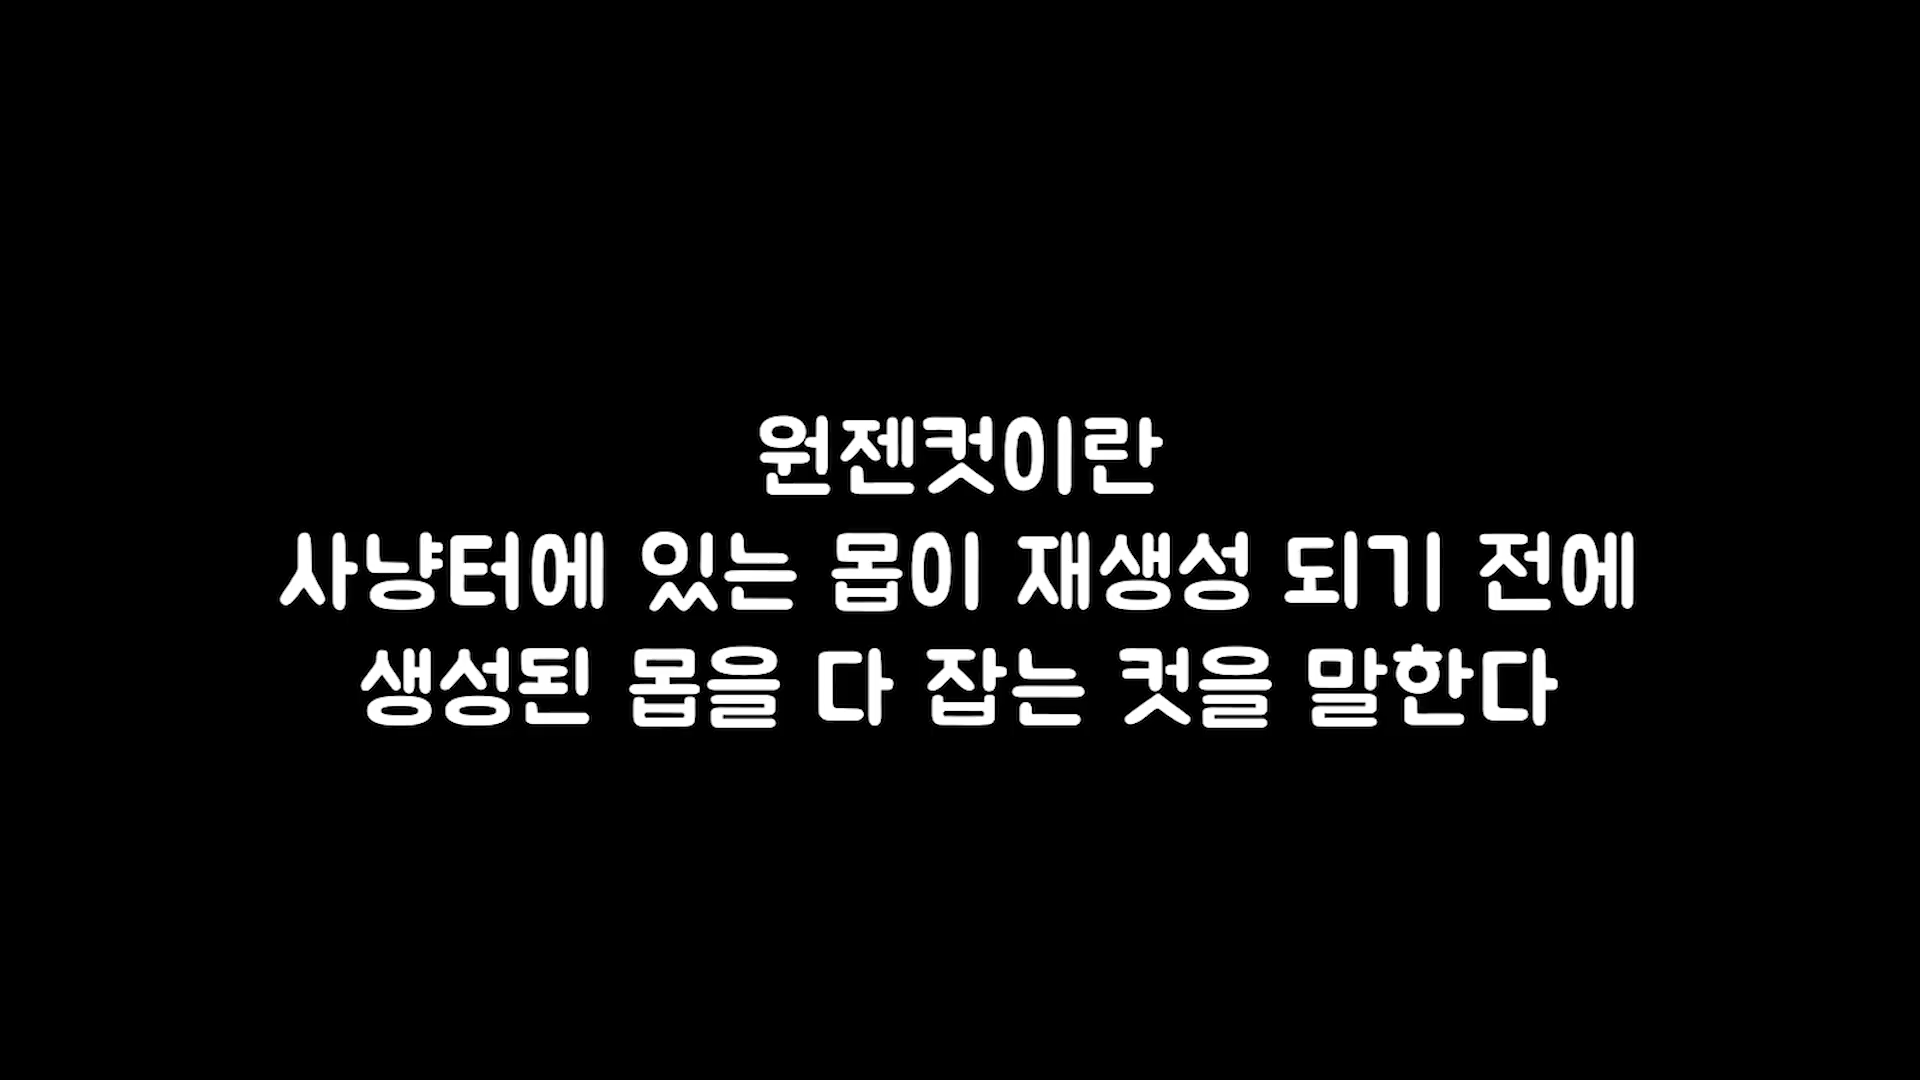 원젠컷이란
사냥터에 있는 몹이 재생성 되기 전에
생성된 몹을 다 잡는 컷을 말한다